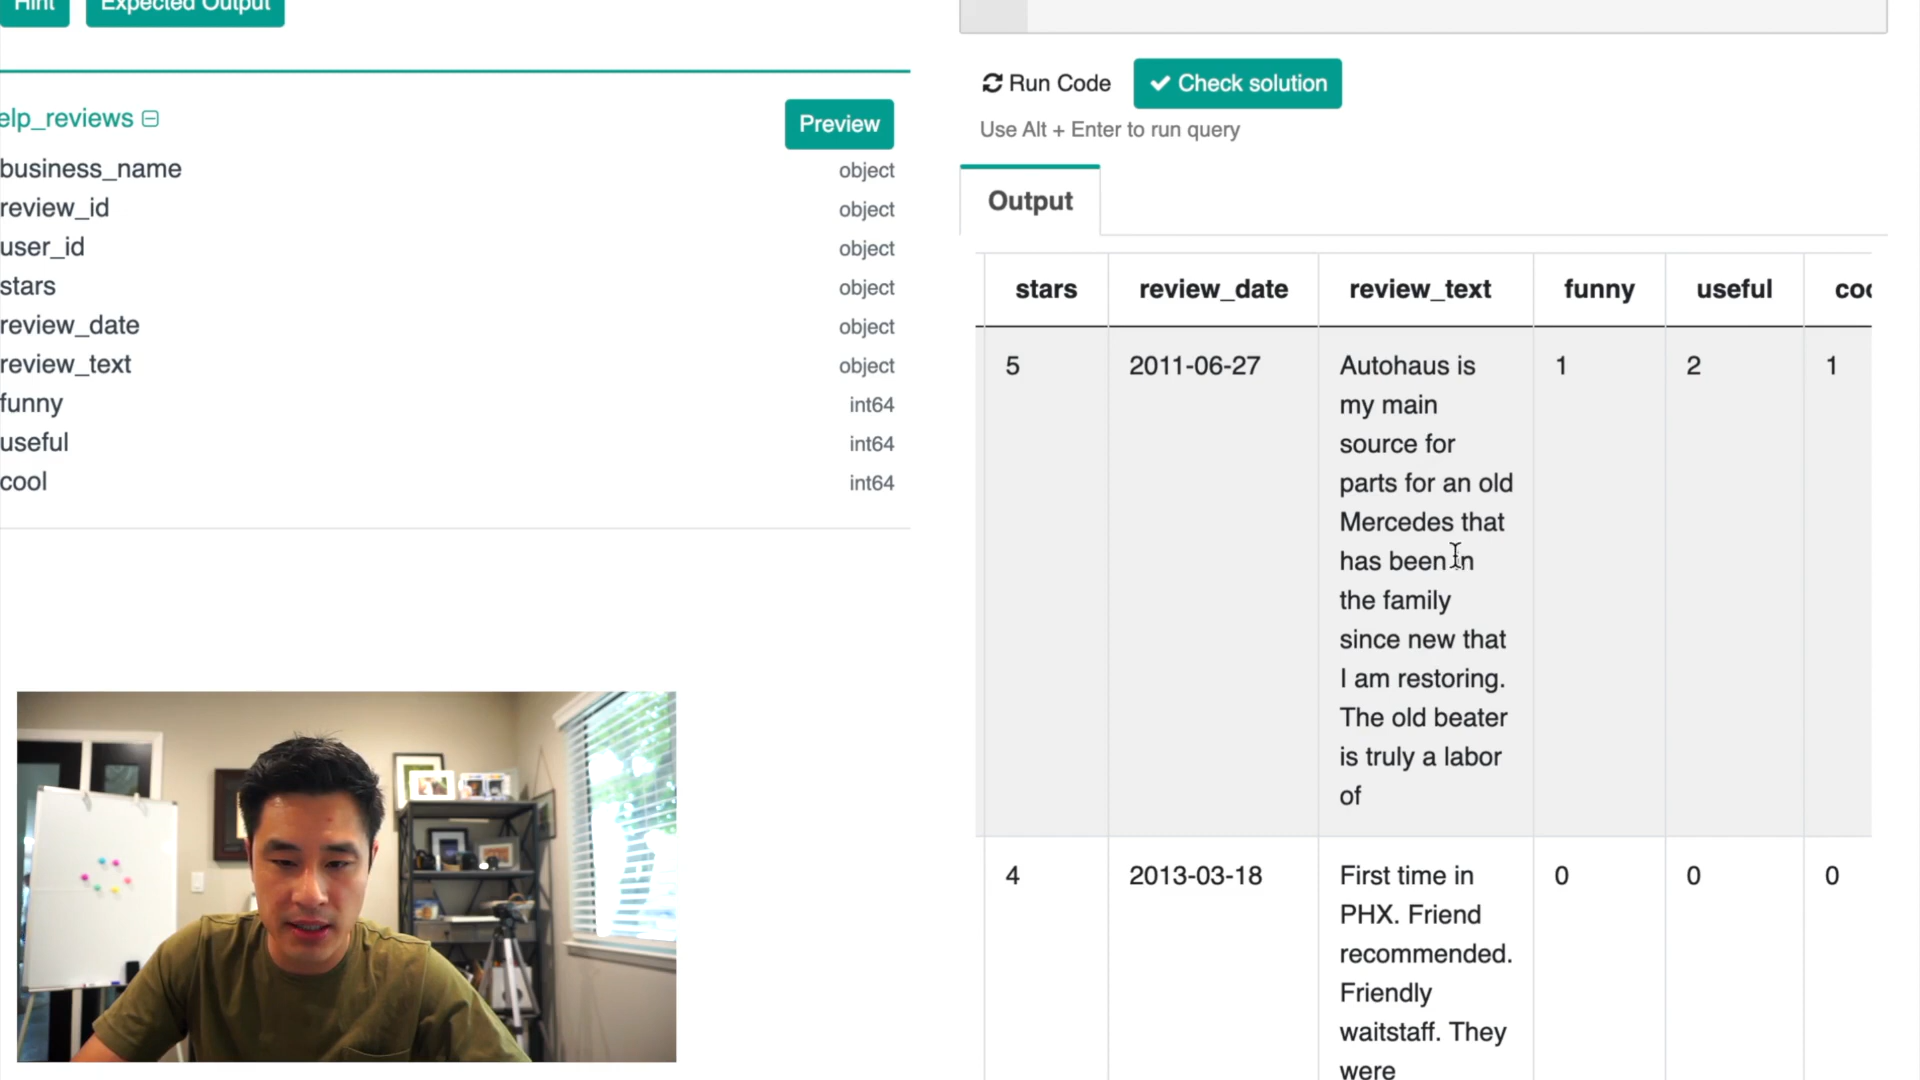 Hint
Expected Output
elp_reviews
Preview
business_name object
review_id object
user_id object
stars object
review_date object
review_text object
funny int64
useful int64
cool int64
Run Code
Check solution
Use Alt + Enter to run query
Output
stars review_date review_text funny useful coo
5 2011-06-27 Autohaus is 1 2 1
my main
source for
parts for an old
Mercedes that
has been in
the family
since new that
I am restoring.
The old beater
is truly a labor
of
4 2013-03-18 First time in 0 0 0
PHX. Friend
recommended.
Friendly
waitstaff. They
were